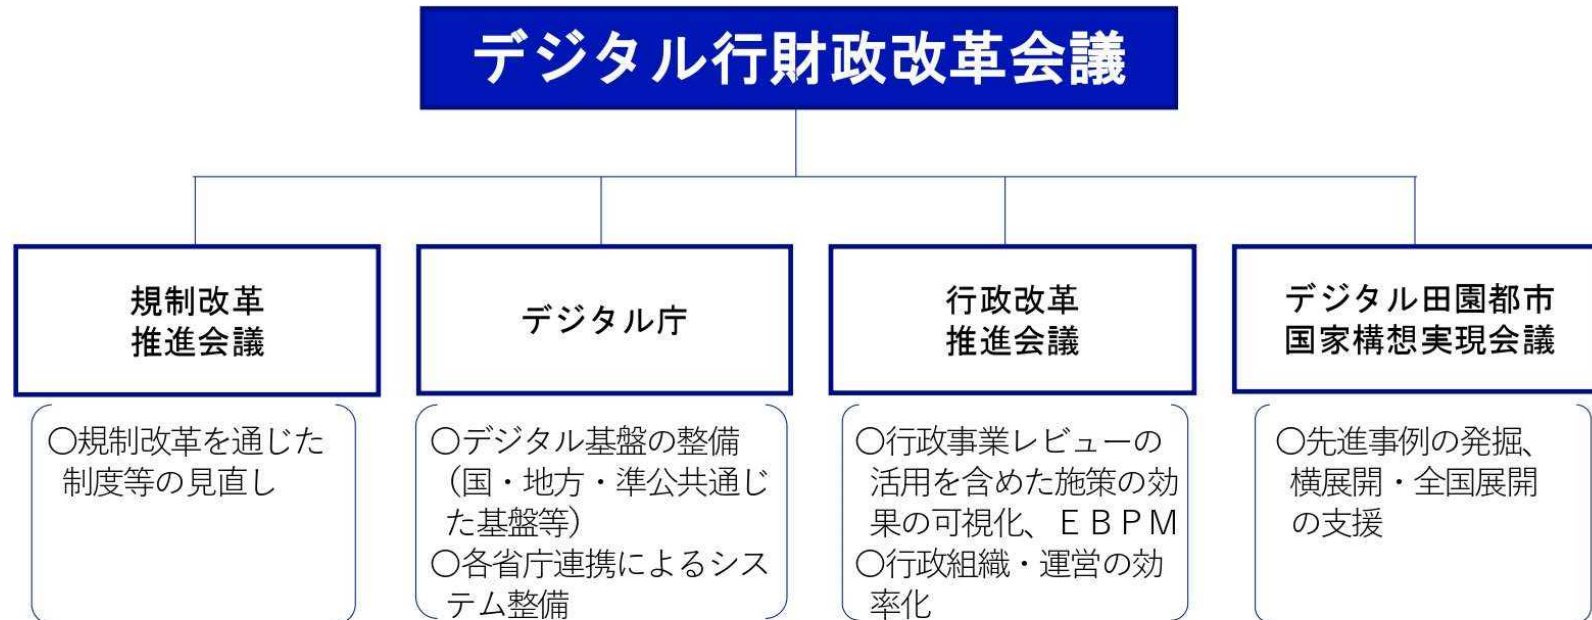 デジタル行財政改革会議
規制改革
推進会議
デジタル庁
行政改革
推進会議
デジタル田園都市
国家構想実現会議
〇規制改革を通じた
制度等の見直し
〇デジタル基盤の整備
（国・地方・準公共通じ
た基盤等）
〇各省庁連携によるシス
テム整備
〇行政事業レビューの
活用を含めた施策の効
果の可視化、ＥＢＰＭ
〇行政組織・運営の効
率化
〇先進事例の発掘、
横展開・全国展開
の支援